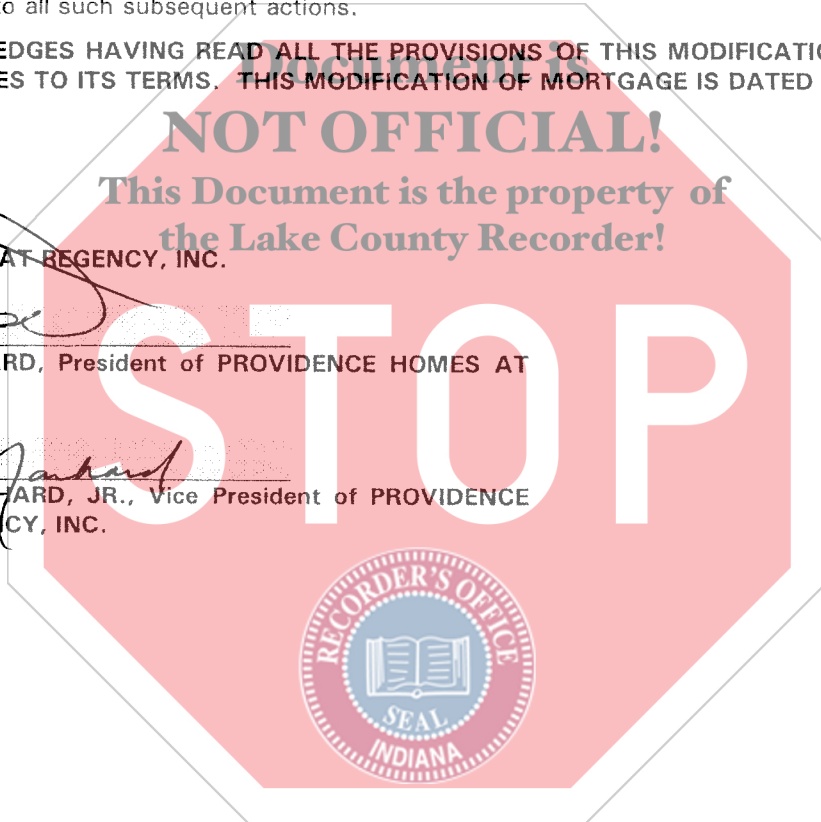 to all such subsequent actions.
EDGES HAVING READ ALL THE PROVISIONS OF THIS MODIFICATIO
ES TO ITS TERMS. THIS MODIFICATION OF MORTGAGE IS DATED
Document is
NOT OFFICIAL!
This Document is the property of
the Lake County Recorder!
AT REGENCY, INC.
RD, President of PROVIDENCE HOMES AT
STOP
HARD, JR., Vice President of PROVIDENCE
CY, INC.
RECORDER'S OFFICE
SEAL
INDIANA